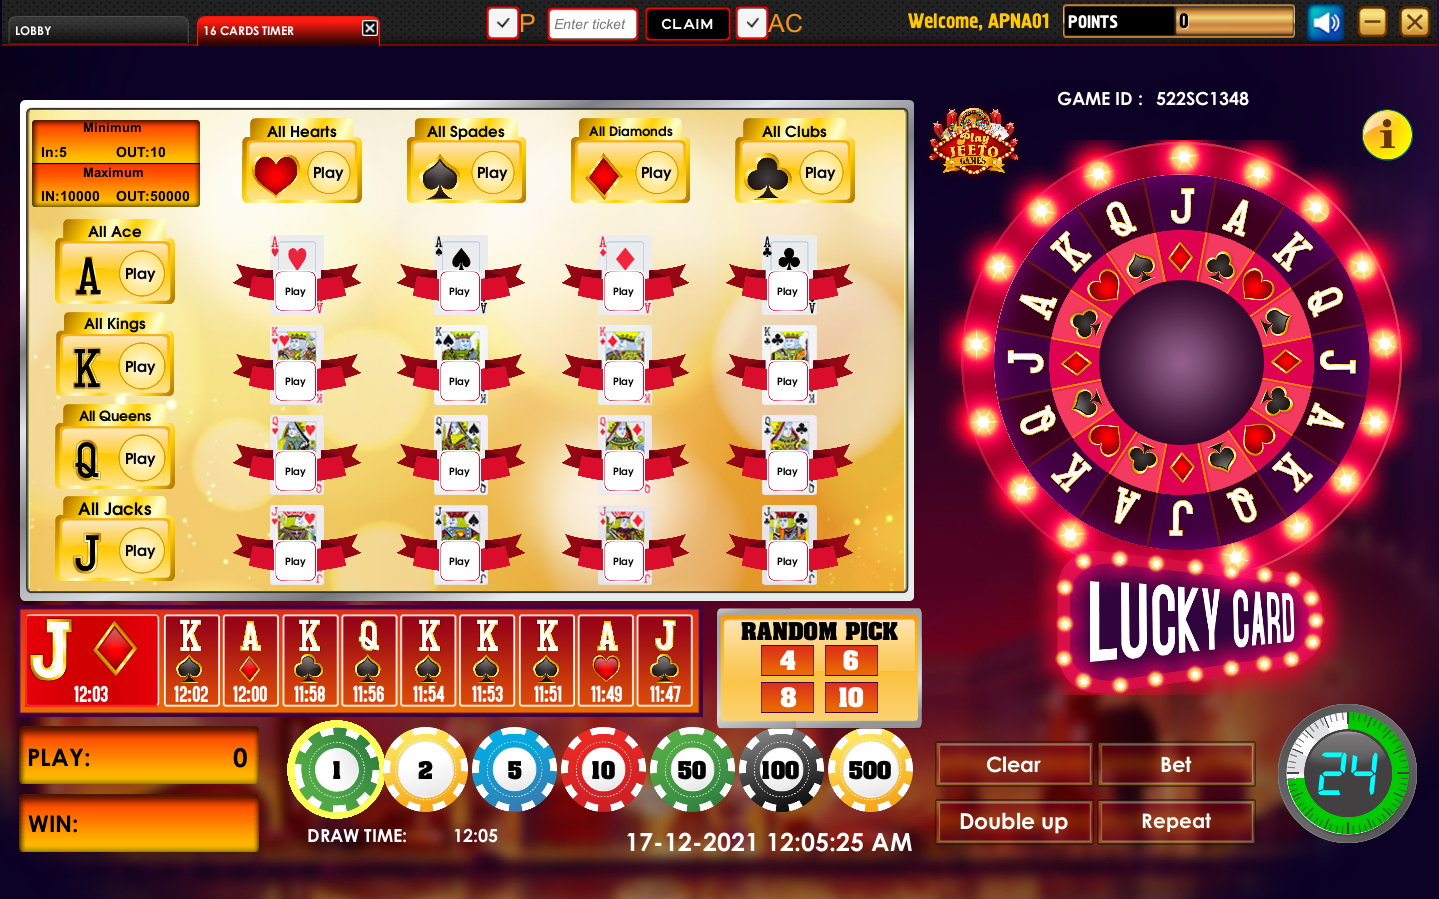 LOBBY
16 CARDS TIMER
P
Enter ticket
CLAIM
AC
Welcome, APNA01
POINTS 0
GAME ID : 522SC1348
Play
JEETO
GAMES
i
Minimum
In:5 OUT:10
Maximum
IN:10000 OUT:50000
All Hearts
Play
All Spades
Play
All Diamonds
Play
All Clubs
Play
All Ace
A Play
All Kings
K Play
All Queens
Q Play
All Jacks
J Play
A Play A
A Play A
A Play A
A Play A
K Play K
K Play K
K Play K
K Play K
Q Play Q
Q Play Q
Q Play Q
Q Play Q
J Play J
J Play J
J Play J
J Play J
J A K Q J A K Q J A K Q J A K Q
LUCKY CARD
J K A K Q K K K A J
12:03 12:02 12:00 11:58 11:56 11:54 11:53 11:51 11:49 11:47
RANDOM PICK
4 6
8 10
PLAY: 0
WIN:
1 2 5 10 50 100 500
DRAW TIME: 12:05
17-12-2021 12:05:25 AM
Clear
Bet
Double up
Repeat
24